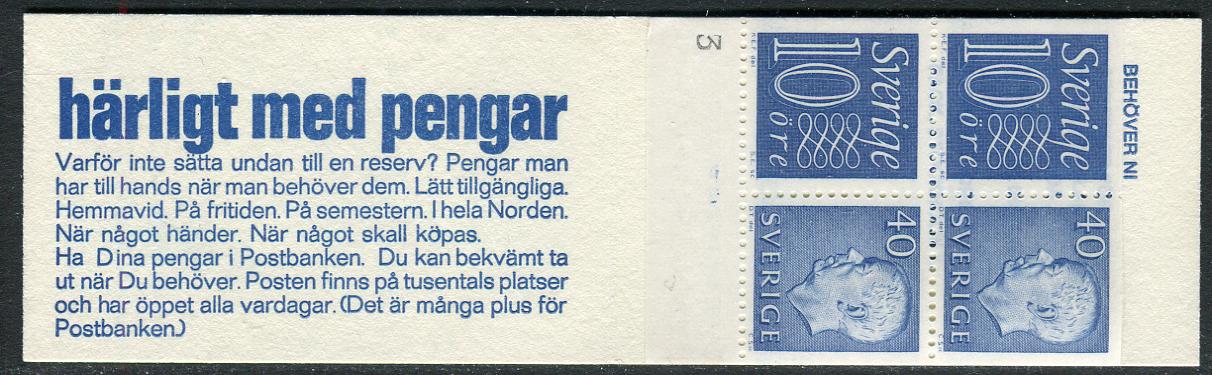 härligt med pengar
Varför inte sätta undan till en reserv? Pengar man
har till hands när man behöver dem. Lätt tillgängliga.
Hemmavid. På fritiden. På semestern. I hela Norden.
När något händer. När något skall köpas.
Ha Dina pengar i Postbanken. Du kan bekvämt ta
ut när Du behöver. Posten finns på tusentals platser
och har öppet alla vardagar. (Det är många plus för
Postbanken.)
3
Sverige
10
öre
Sverige
10
öre
40
SVERIGE
40
SVERIGE
BEHÖVER NI